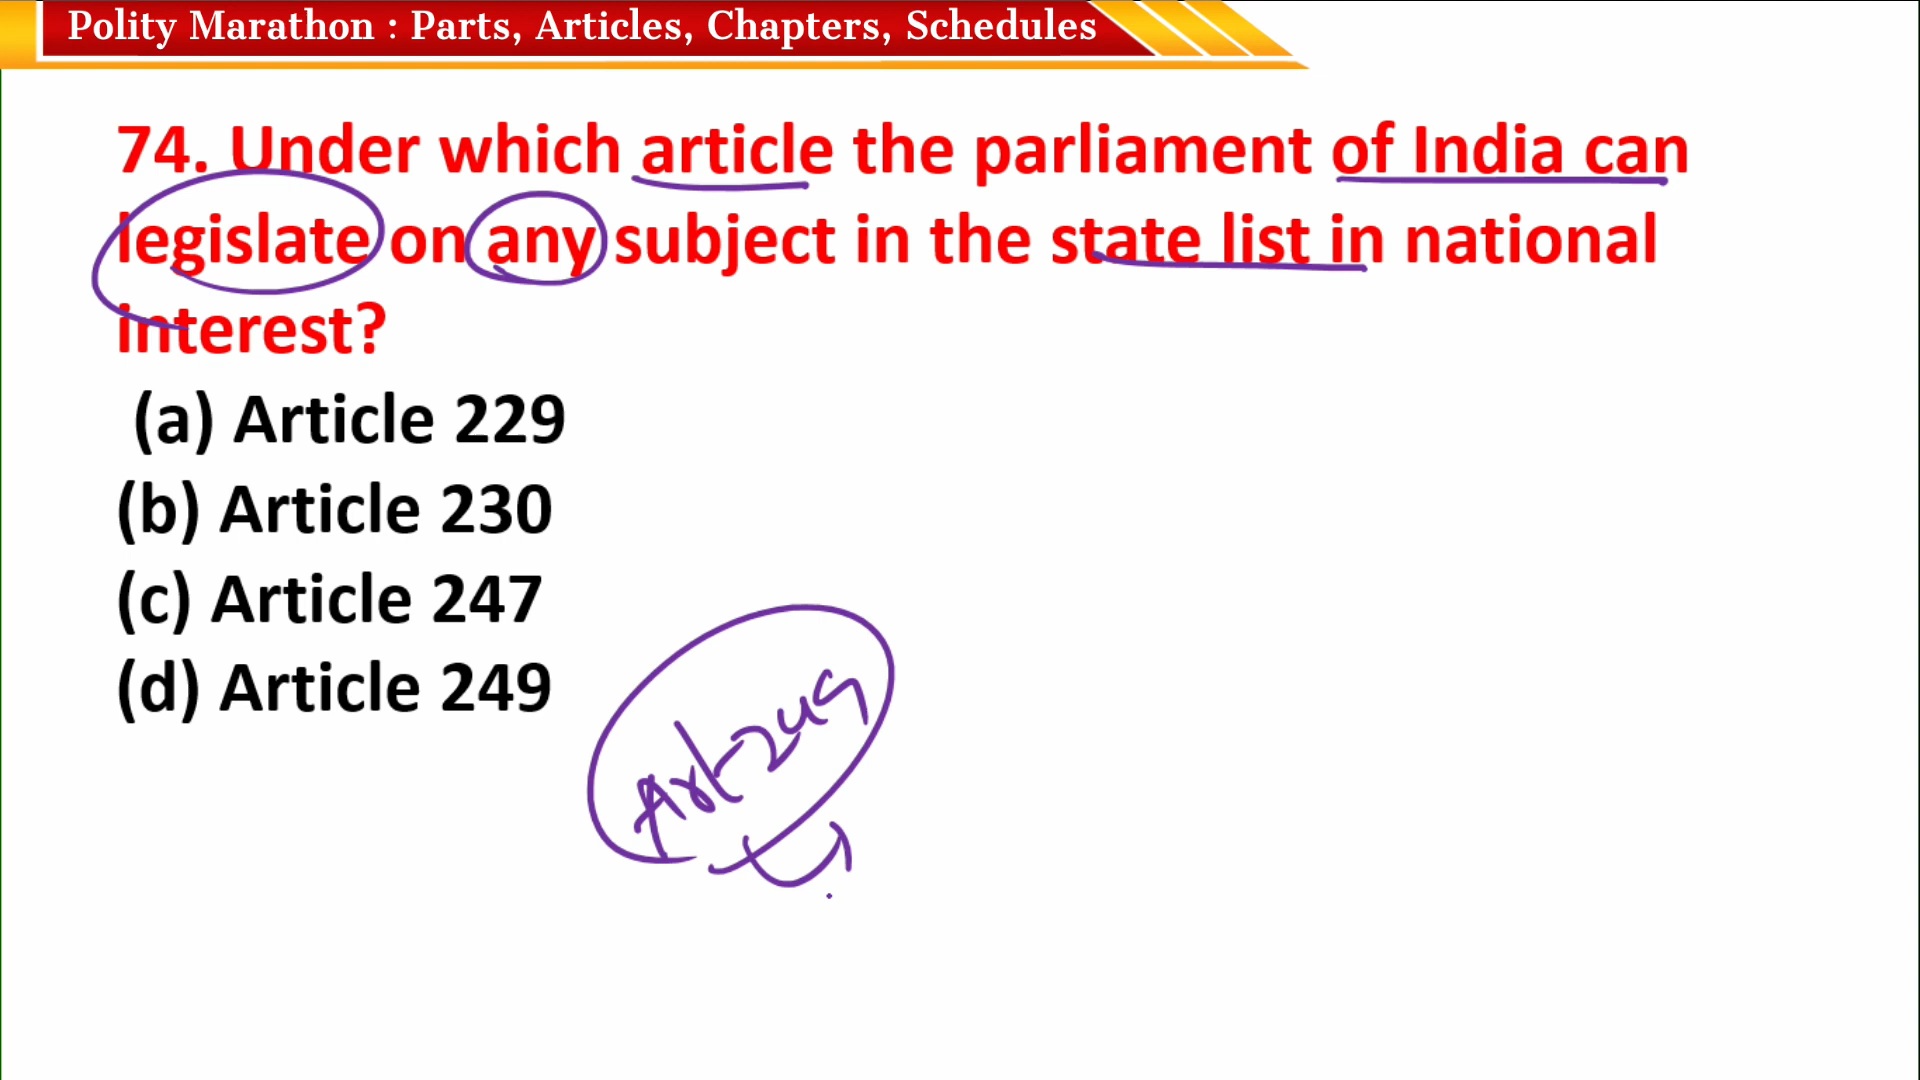 Polity Marathon : Parts, Articles, Chapters, Schedules
74. Under which article the parliament of India can
legislate on any subject in the state list in national
interest?
(a) Article 229
(b) Article 230
(c) Article 247
(d) Article 249
Art-249